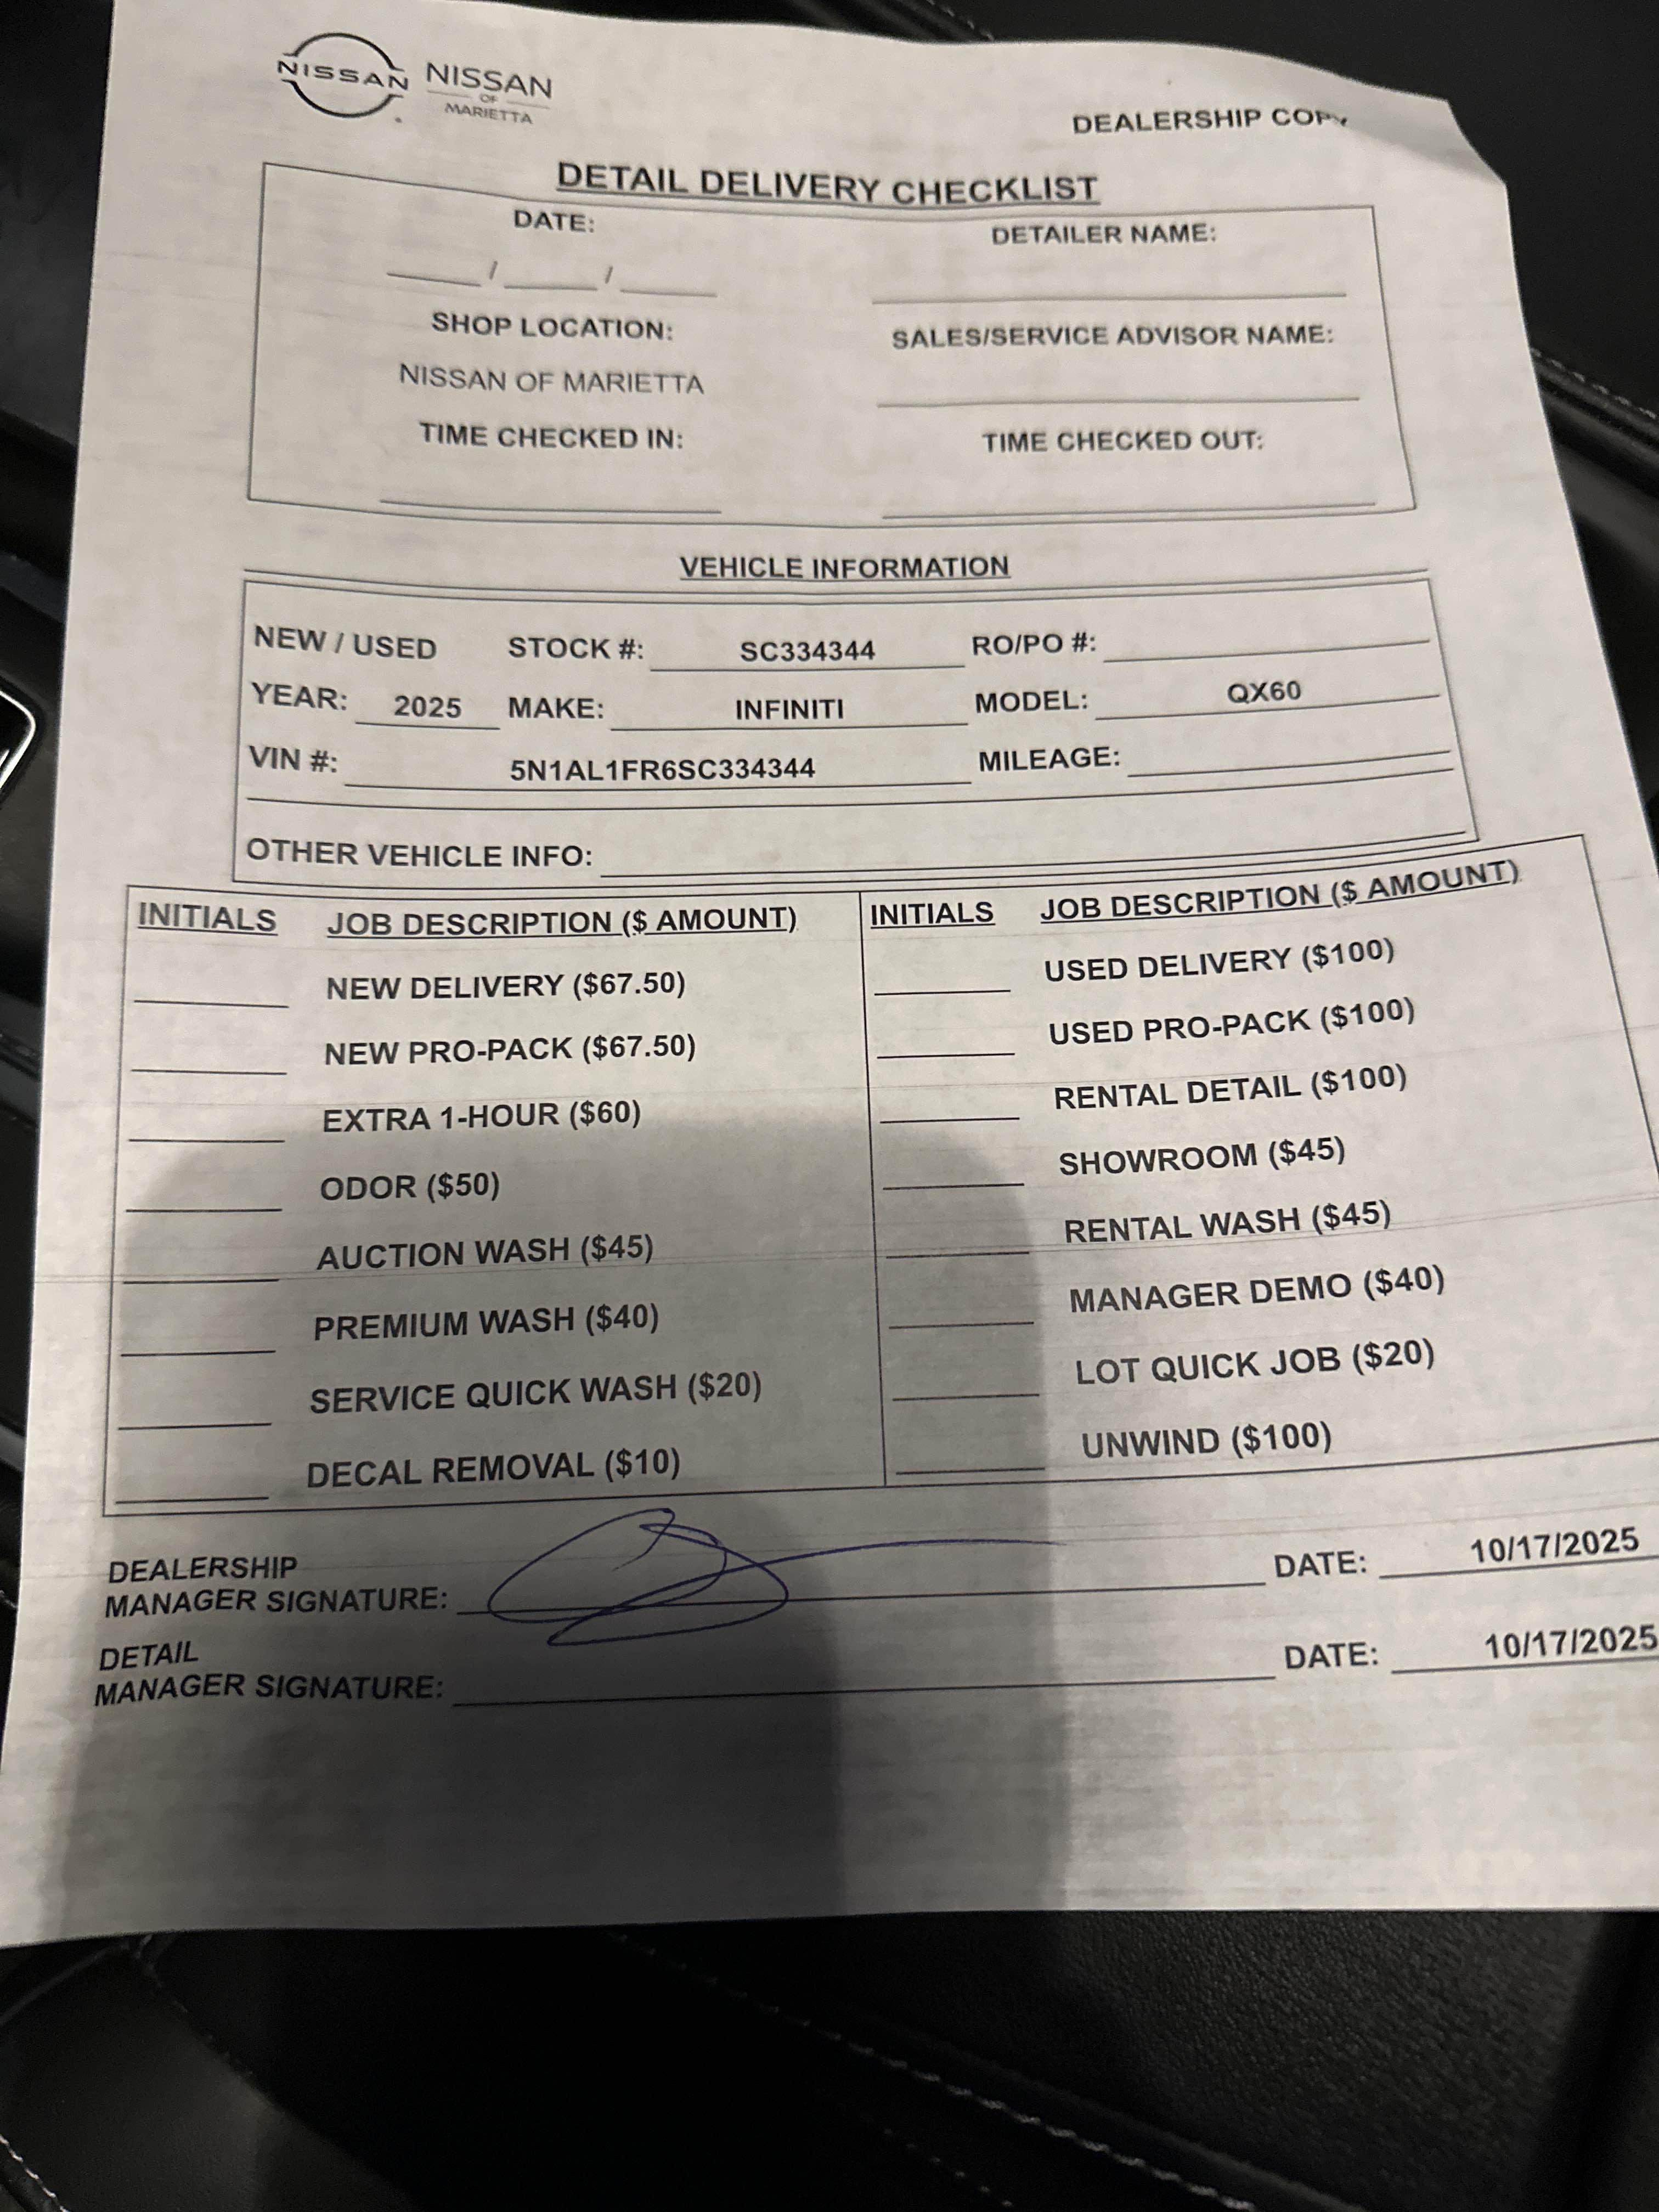 NISSAN NISSAN
OF
MARIETTA
DEALERSHIP COPY
DETAIL DELIVERY CHECKLIST
DATE: DETAILER NAME:
____ / ____ / ____
SHOP LOCATION: SALES/SERVICE ADVISOR NAME:
NISSAN OF MARIETTA
TIME CHECKED IN: TIME CHECKED OUT:
VEHICLE INFORMATION
NEW / USED STOCK #: SC334344 RO/PO #:
YEAR: 2025 MAKE: INFINITI MODEL: QX60
VIN #: 5N1AL1FR6SC334344 MILEAGE:
OTHER VEHICLE INFO:
INITIALS JOB DESCRIPTION ($ AMOUNT) INITIALS JOB DESCRIPTION ($ AMOUNT)
NEW DELIVERY ($67.50) USED DELIVERY ($100)
NEW PRO-PACK ($67.50) USED PRO-PACK ($100)
EXTRA 1-HOUR ($60) RENTAL DETAIL ($100)
ODOR ($50) SHOWROOM ($45)
AUCTION WASH ($45) RENTAL WASH ($45)
PREMIUM WASH ($40) MANAGER DEMO ($40)
SERVICE QUICK WASH ($20) LOT QUICK JOB ($20)
DECAL REMOVAL ($10) UNWIND ($100)
DEALERSHIP
MANAGER SIGNATURE: DATE: 10/17/2025
DETAIL
MANAGER SIGNATURE: DATE: 10/17/2025